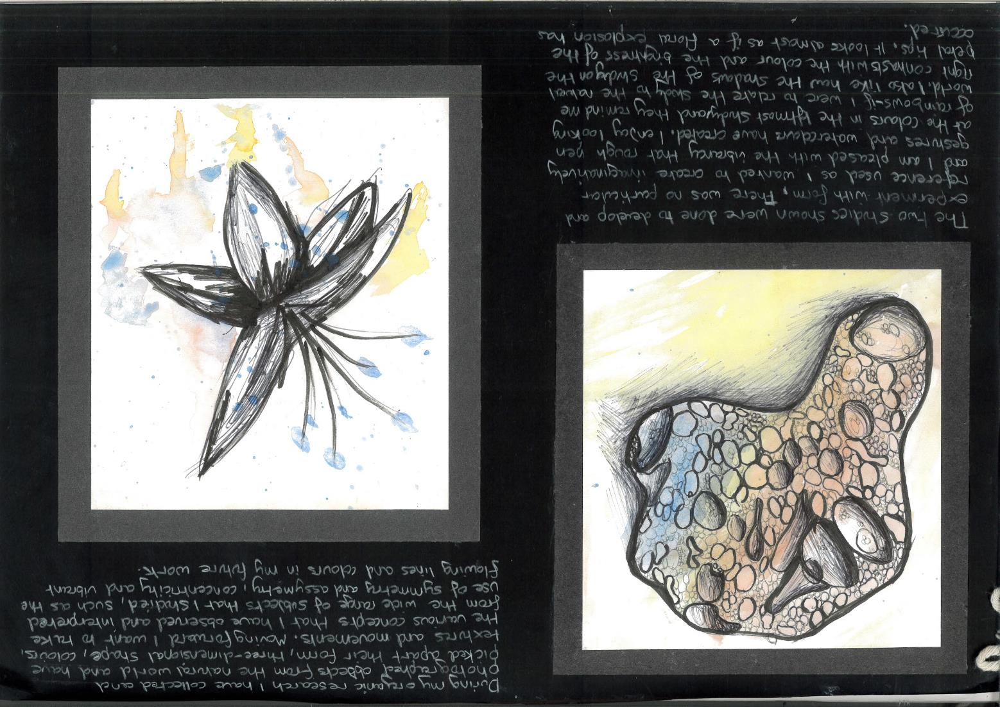 The two studies shown were done to develop and
experiment with form. There was no particular
reference used as I wanted to create imaginatively
and I am pleased with the vibrancy that rough pen
gestures and watercolours have created. I enjoy looking
at the colours in the leftmost study and they remind me
of rainbows - if I were to relate the study to the natural
world. I also like how the shadows of the study on the
right contrasts with the colour and the brightness of the
petal tips. It looks almost as if a floral explosion has
occurred.
During my organic research I have collected and
photographed objects from the natural world and have
picked apart their form, three-dimensional shape, colours,
textures and movements. Moving forward I want to take
the various concepts that I have observed and interpreted
from the wide range of subjects that I studied, such as the
use of symmetry and assymetry, concentricity and vibrant
flowing lines and colours in my future work.